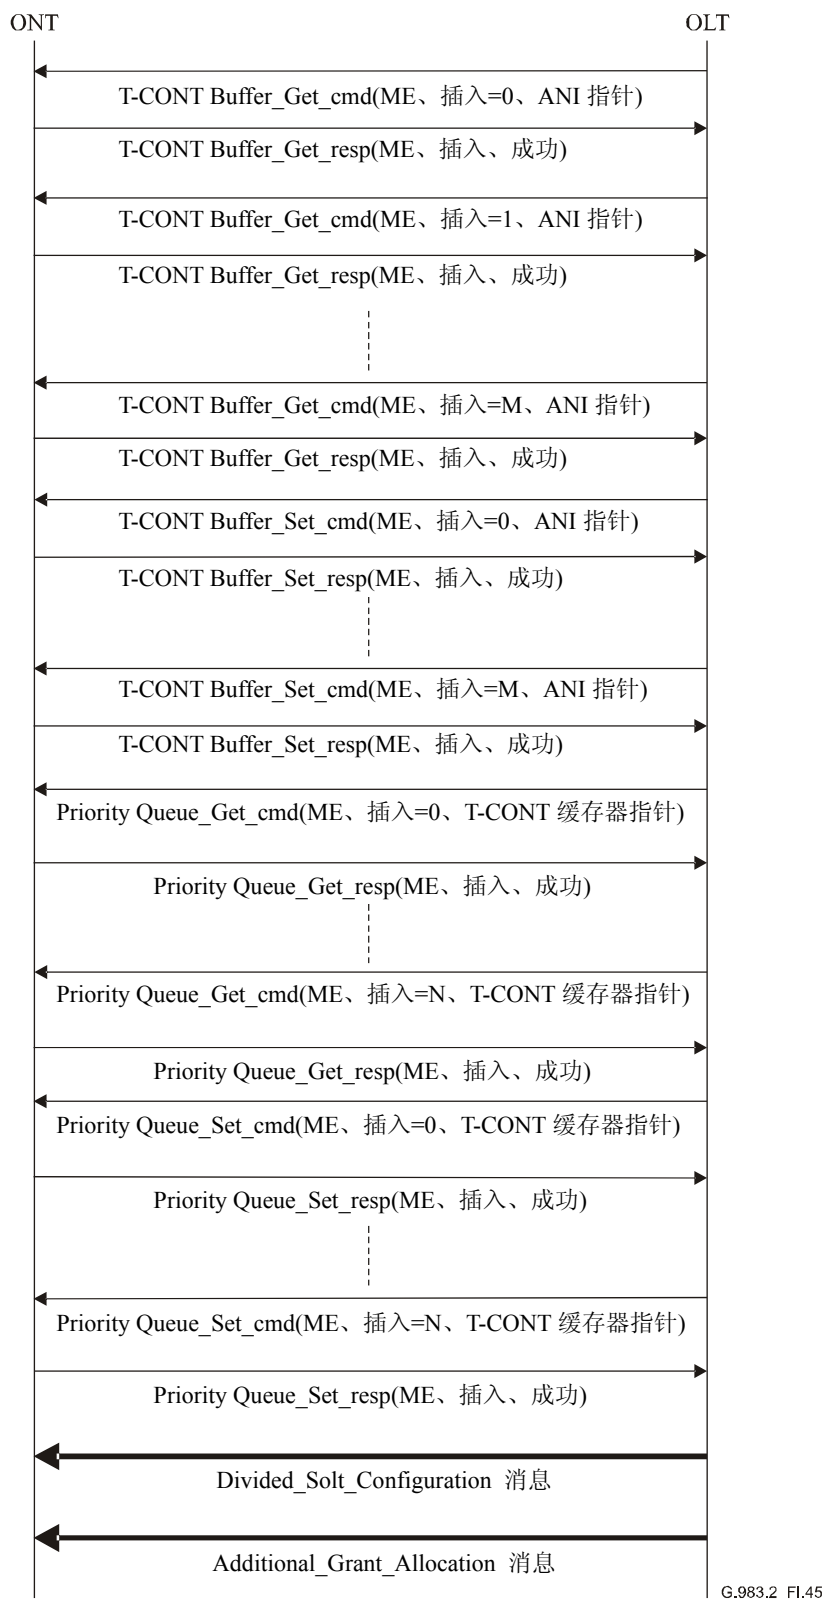 ONT OLT
T-CONT Buffer_Get_cmd(ME、插入=0、ANI 指针)
T-CONT Buffer_Get_resp(ME、插入、成功)
T-CONT Buffer_Get_cmd(ME、插入=1、ANI 指针)
T-CONT Buffer_Get_resp(ME、插入、成功)
T-CONT Buffer_Get_cmd(ME、插入=M、ANI 指针)
T-CONT Buffer_Get_resp(ME、插入、成功)
T-CONT Buffer_Set_cmd(ME、插入=0、ANI 指针)
T-CONT Buffer_Set_resp(ME、插入、成功)
T-CONT Buffer_Set_cmd(ME、插入=M、ANI 指针)
T-CONT Buffer_Set_resp(ME、插入、成功)
Priority Queue_Get_cmd(ME、插入=0、T-CONT 缓存器指针)
Priority Queue_Get_resp(ME、插入、成功)
Priority Queue_Get_cmd(ME、插入=N、T-CONT 缓存器指针)
Priority Queue_Get_resp(ME、插入、成功)
Priority Queue_Set_cmd(ME、插入=0、T-CONT 缓存器指针)
Priority Queue_Set_resp(ME、插入、成功)
Priority Queue_Set_cmd(ME、插入=N、T-CONT 缓存器指针)
Priority Queue_Set_resp(ME、插入、成功)
Divided_Solt_Configuration 消息
Additional_Grant_Allocation 消息
G.983.2_FI.45